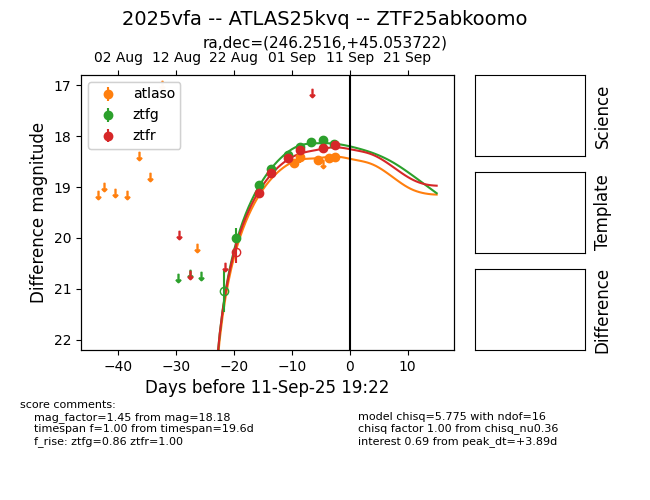 2025vfa -- ATLAS25kvq -- ZTF25abkoomo
ra,dec=(246.2516,+45.053722)
02 Aug 12 Aug 22 Aug 01 Sep 11 Sep 21 Sep
atlaso
ztfg
ztfr
17
18
19
20
21
22
Difference magnitude
−40 −30 −20 −10 0 10
Days before 11-Sep-25 19:22
Science
Template
Difference
score comments:
mag_factor=1.45 from mag=18.18
timespan f=1.00 from timespan=19.6d
f_rise: ztfg=0.86 ztfr=1.00
model chisq=5.775 with ndof=16
chisq factor 1.00 from chisq_nu0.36
interest 0.69 from peak_dt=+3.89d